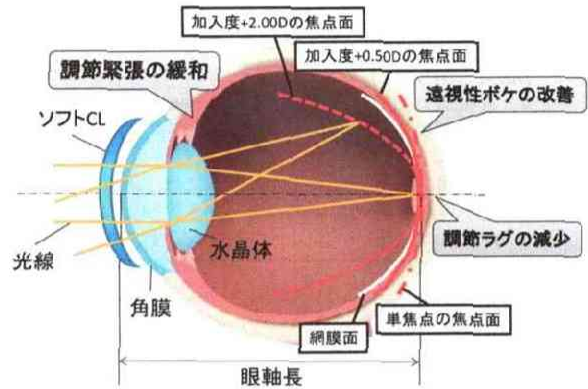 加入度+2.00Dの焦点面
加入度+0.50Dの焦点面
調節緊張の緩和
遠視性ボケの改善
ソフトCL
調節ラグの減少
水晶体
光線
角膜
単焦点の焦点面
網膜面
眼軸長